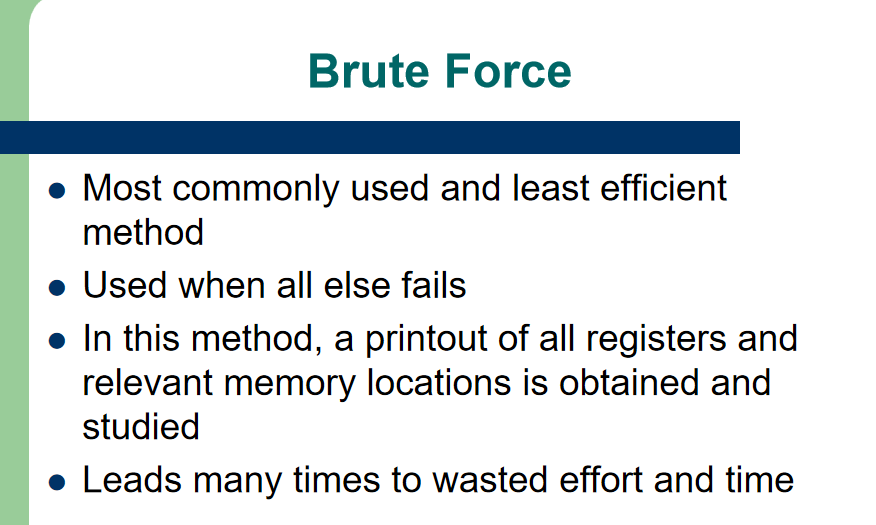 Brute Force
● Most commonly used and least efficient
method
● Used when all else fails
● In this method, a printout of all registers and
relevant memory locations is obtained and
studied
● Leads many times to wasted effort and time